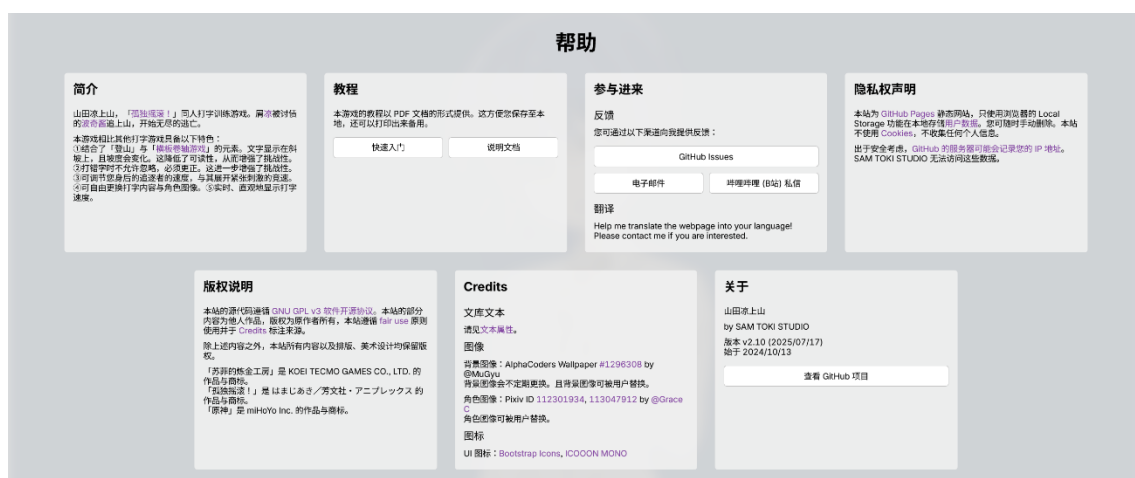 帮助
简介
山田凉上山，「孤独摇滚！」同人打字训练游戏。扁凉被讨伐
的波奇酱追上山，开始无尽的逃亡。
本游戏相比其他打字游戏具备以下特色：
①结合了「登山」与「横板卷轴游戏」的元素。文字显示在斜
坡上，且坡度会变化。这降低了可读性，从而增强了挑战性。
②打错字时不允许忽略，必须更正。这进一步增强了挑战性。
③可调节您身后的追逐者的速度，与其展开紧张刺激的竞速。
④可自由更换打字内容与角色图像。⑤实时、直观地显示打字
速度。
教程
本游戏的教程以 PDF 文档的形式提供。这方便您保存至本
地，还可以打印出来备用。
快速入门
说明文档
参与进来
反馈
您可通过以下渠道向我提供反馈：
GitHub Issues
电子邮件
哔哩哔哩 (B站) 私信
翻译
Help me translate the webpage into your language!
Please contact me if you are interested.
隐私权声明
本站为 GitHub Pages 静态网站，只使用浏览器的 Local
Storage 功能在本地存储用户数据。您可随时手动删除。本站
不使用 Cookies，不收集任何个人信息。
出于安全考虑，GitHub 的服务器可能会记录您的 IP 地址。
SAM TOKI STUDIO 无法访问这些数据。
版权说明
本站的源代码遵循 GNU GPL v3 软件开源协议。本站的部分
内容为他人作品，版权为原作者所有，本站遵循 fair use 原则
使用并于 Credits 标注来源。
除上述内容之外，本站所有内容以及排版、美术设计均保留版
权。
「苏菲的炼金工房」是 KOEI TECMO GAMES CO., LTD. 的
作品与商标。
「孤独摇滚！」是 はまじあき／芳文社・アニプレックス 的
作品与商标。
「原神」是 miHoYo Inc. 的作品与商标。
Credits
文库文本
请见文本属性。
图像
背景图像：AlphaCoders Wallpaper #1296308 by
@MuGyu
背景图像会不定期更换。且背景图像可被用户替换。
角色图像：Pixiv ID 112301934, 113047912 by @Grace
C
角色图像可被用户替换。
图标
UI 图标：Bootstrap Icons, ICOOON MONO
关于
山田凉上山
by SAM TOKI STUDIO
版本 v2.10 (2025/07/17)
始于 2024/10/13
查看 GitHub 项目